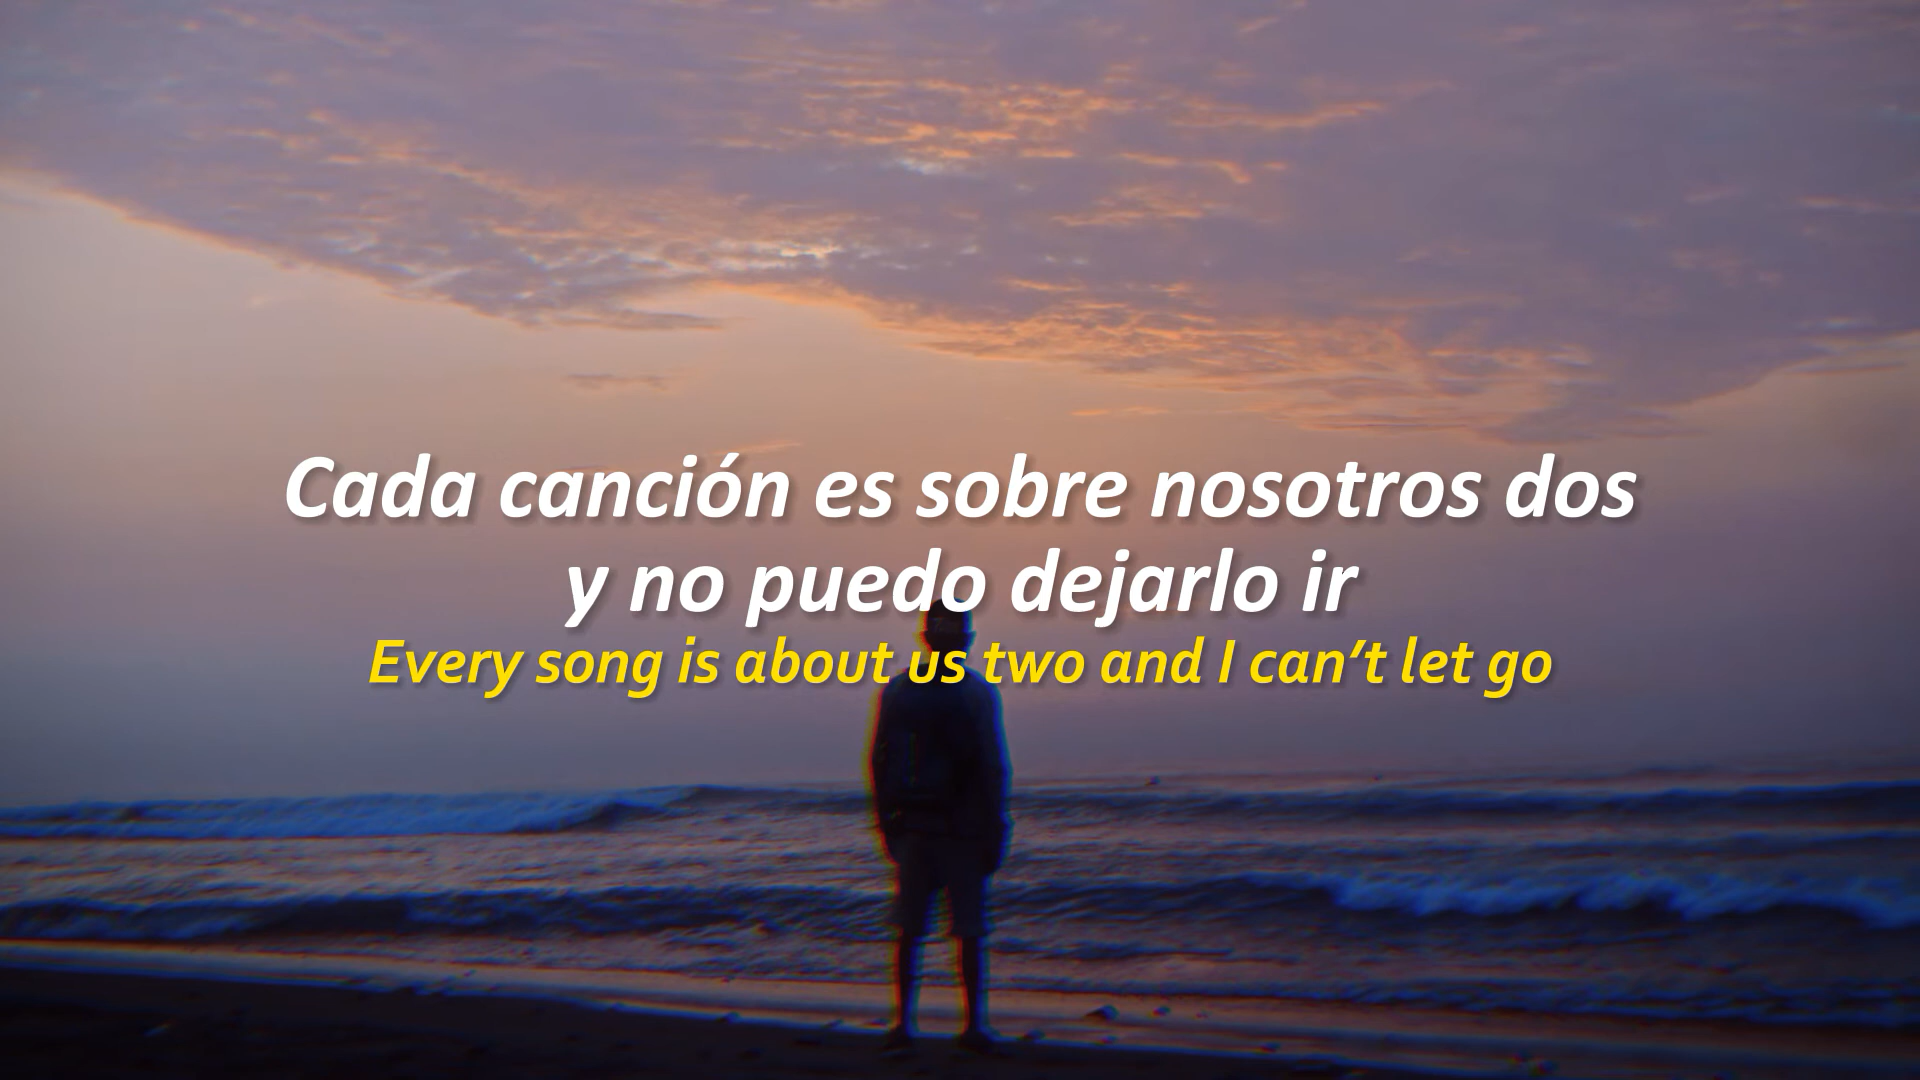 Cada canción es sobre nosotros dos
y no puedo dejarlo ir
Every song is about us two and I can’t let go